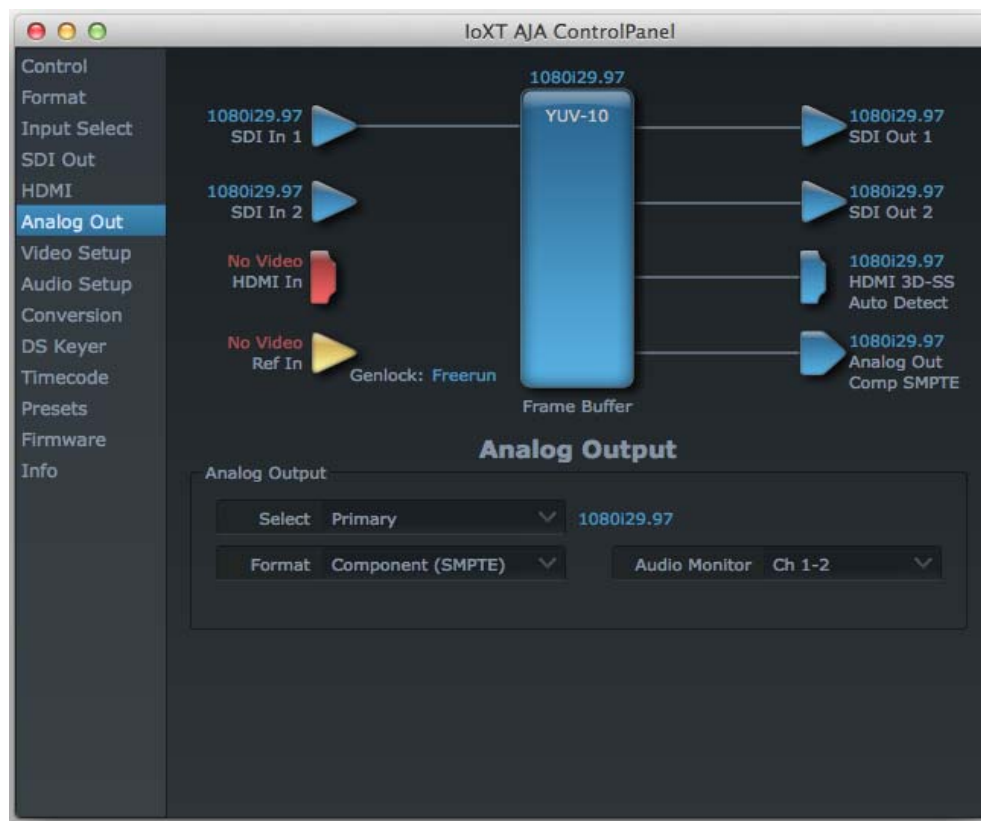 IoXT AJA ControlPanel
Control
Format
Input Select
SDI Out
HDMI
Analog Out
Video Setup
Audio Setup
Conversion
DS Keyer
Timecode
Presets
Firmware
Info
1080i29.97
YUV-10
Frame Buffer
1080i29.97
SDI In 1
1080i29.97
SDI In 2
No Video
HDMI In
No Video
Ref In
Genlock: Freerun
1080i29.97
SDI Out 1
1080i29.97
SDI Out 2
1080i29.97
HDMI 3D-SS
Auto Detect
1080i29.97
Analog Out
Comp SMPTE
Analog Output
Analog Output
Select Primary 1080i29.97
Format Component (SMPTE) Audio Monitor Ch 1-2